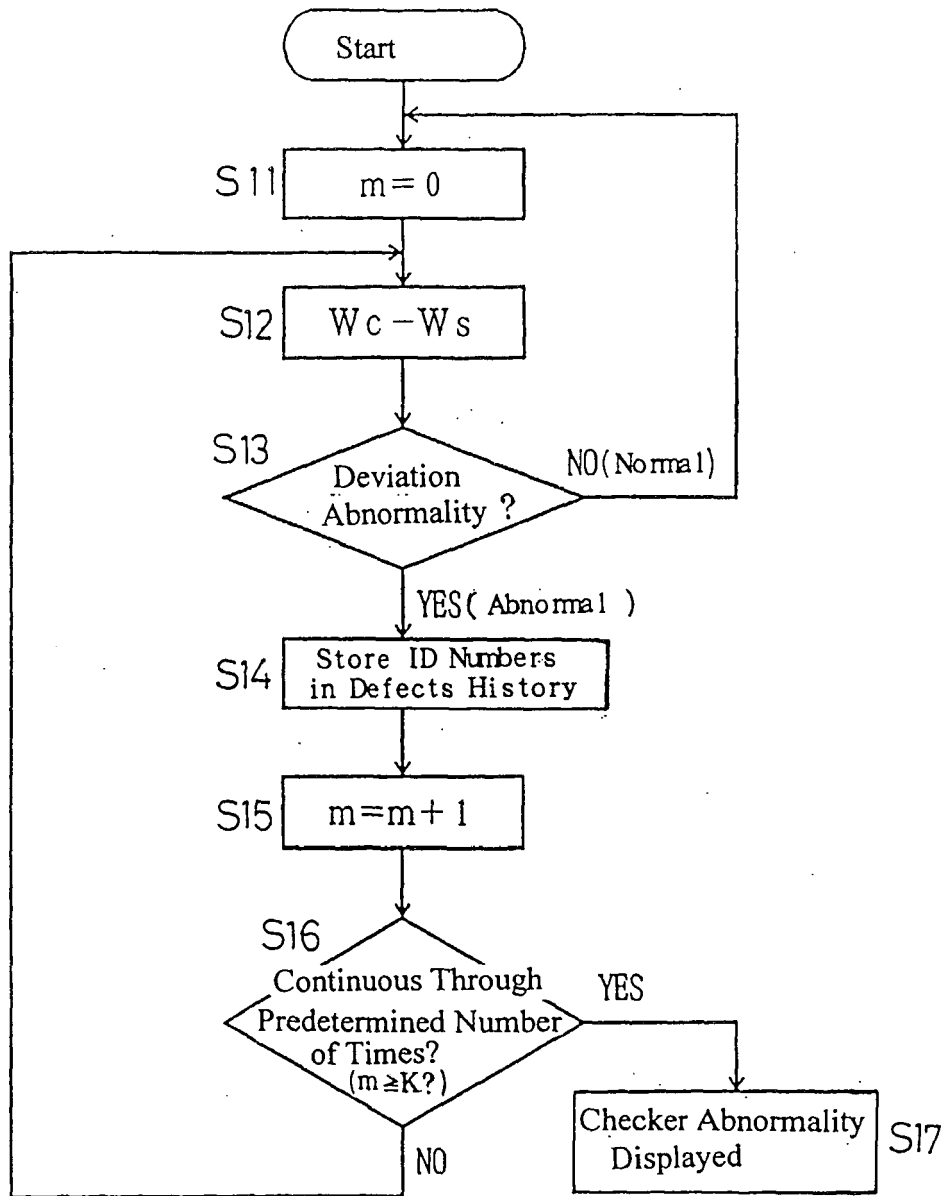 Start
S11
m=0
S12
Wc-Ws
S13
Deviation
Abnormality ?
NO(Normal)
YES(Abnormal)
S14
Store ID Numbers
in Defects History
S15
m=m+1
S16
Continuous Through
Predetermined Number
of Times?
(m≧K?)
YES
NO
Checker Abnormality
Displayed
S17